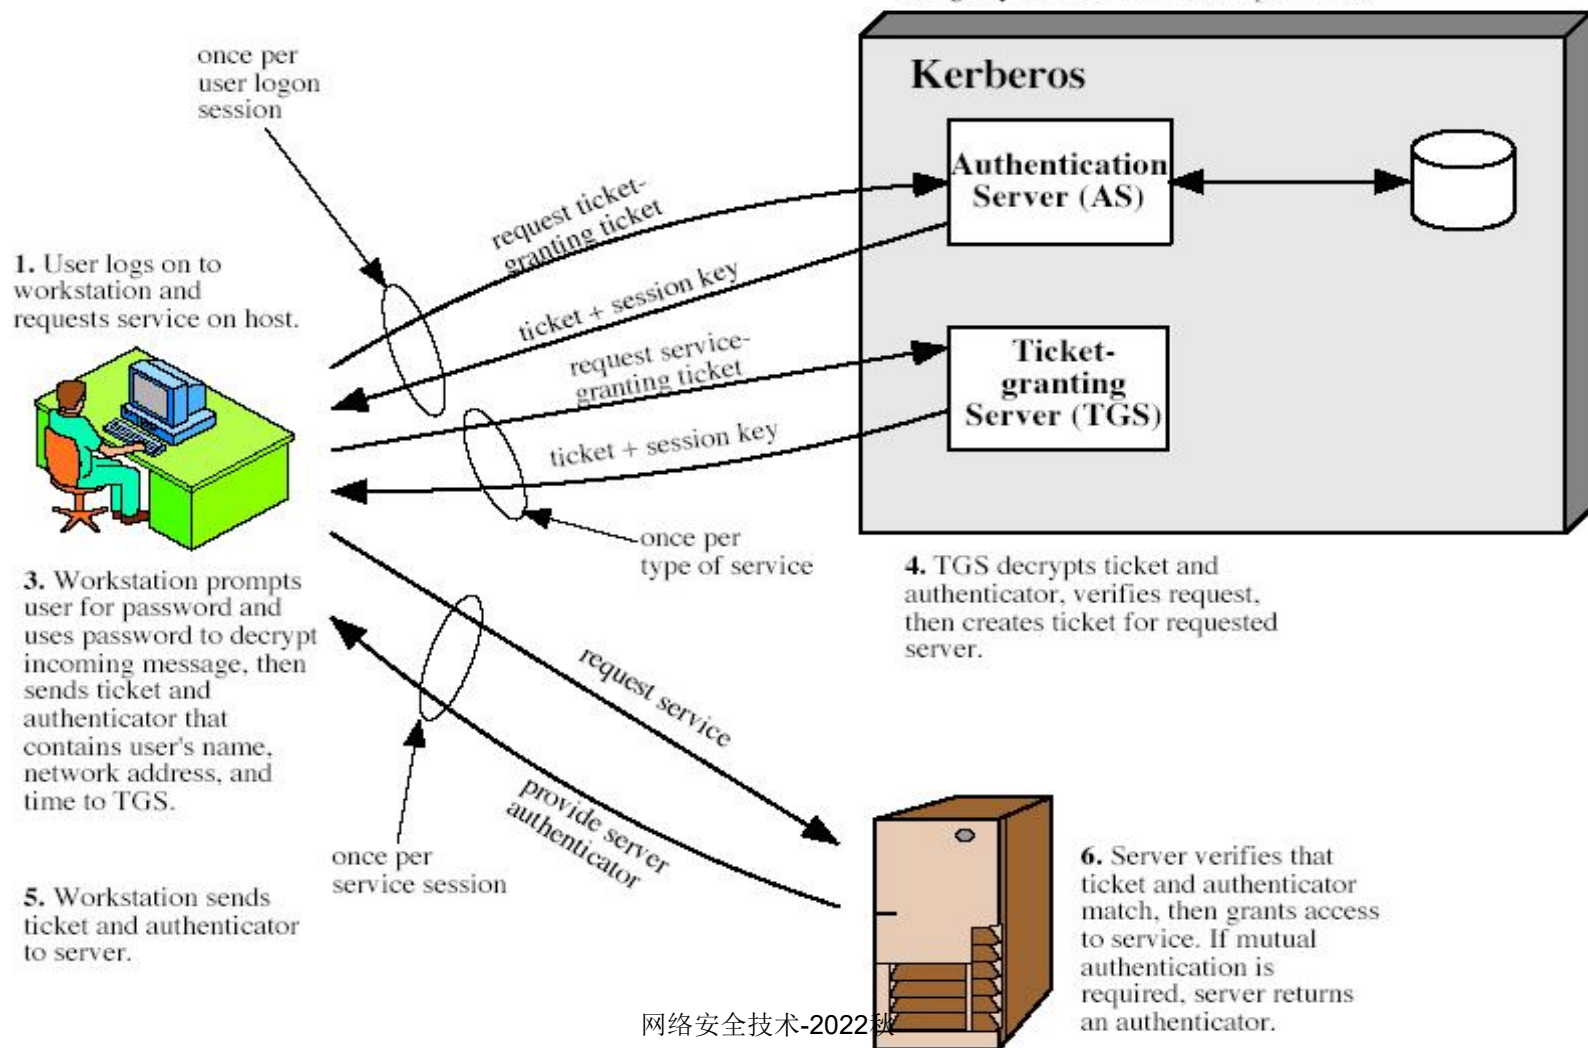 once per
user logon
session
Kerberos
Authentication
Server (AS)
request ticket-
granting ticket
1. User logs on to
workstation and
requests service on host.
ticket + session key
request service-
granting ticket
Ticket-
granting
Server (TGS)
ticket + session key
once per
type of service
3. Workstation prompts
user for password and
uses password to decrypt
incoming message, then
sends ticket and
authenticator that
contains user's name,
network address, and
time to TGS.
4. TGS decrypts ticket and
authenticator, verifies request,
then creates ticket for requested
server.
request service
provide server
authenticator
once per
service session
5. Workstation sends
ticket and authenticator
to server.
6. Server verifies that
ticket and authenticator
match, then grants access
to service. If mutual
authentication is
required, server returns
an authenticator.
网络安全技术-2022秋